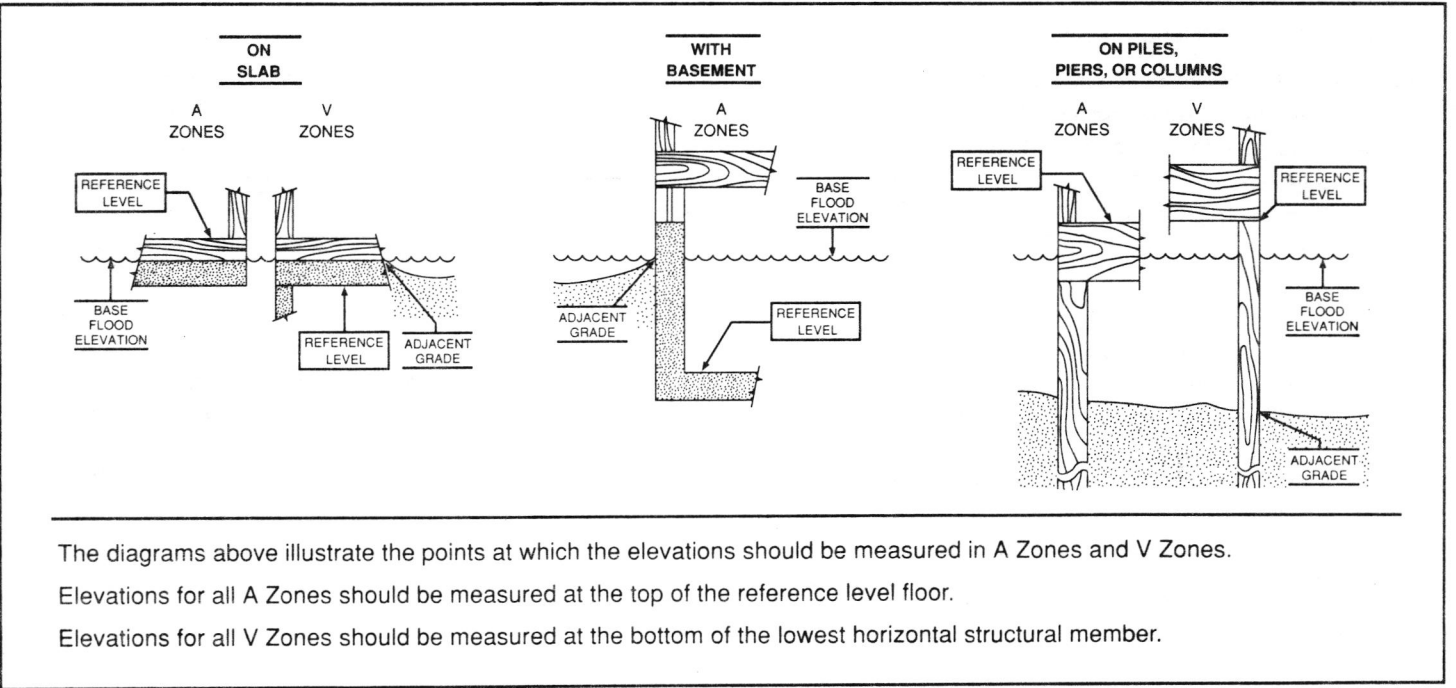 ON
SLAB
A
ZONES
V
ZONES
REFERENCE
LEVEL
BASE
FLOOD
ELEVATION
REFERENCE
LEVEL
ADJACENT
GRADE
WITH
BASEMENT
A
ZONES
BASE
FLOOD
ELEVATION
ADJACENT
GRADE
REFERENCE
LEVEL
ON PILES,
PIERS, OR COLUMNS
A
ZONES
V
ZONES
REFERENCE
LEVEL
REFERENCE
LEVEL
BASE
FLOOD
ELEVATION
ADJACENT
GRADE
The diagrams above illustrate the points at which the elevations should be measured in A Zones and V Zones.
Elevations for all A Zones should be measured at the top of the reference level floor.
Elevations for all V Zones should be measured at the bottom of the lowest horizontal structural member.